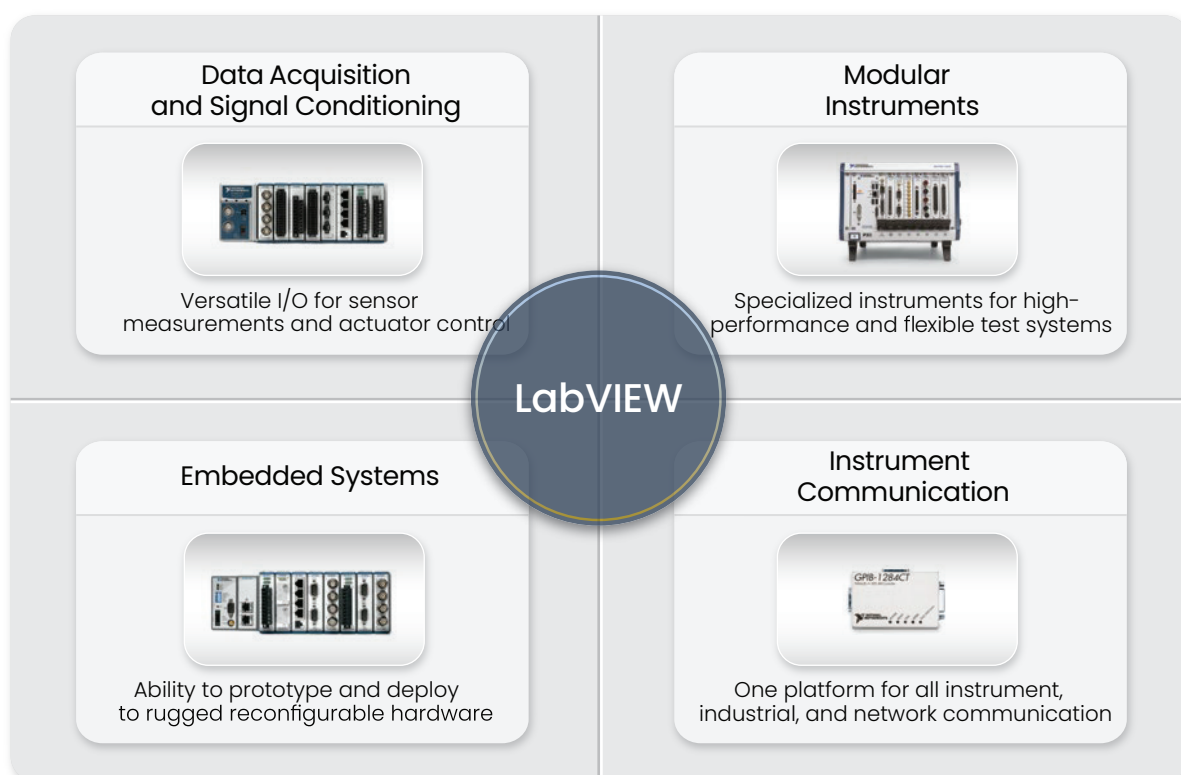 Data Acquisition
and Signal Conditioning
Versatile I/O for sensor
measurements and actuator control
Modular
Instruments
Specialized instruments for high-
performance and flexible test systems
LabVIEW
Embedded Systems
Ability to prototype and deploy
to rugged reconfigurable hardware
Instrument
Communication
GPIB-1284CT
One platform for all instrument,
industrial, and network communication